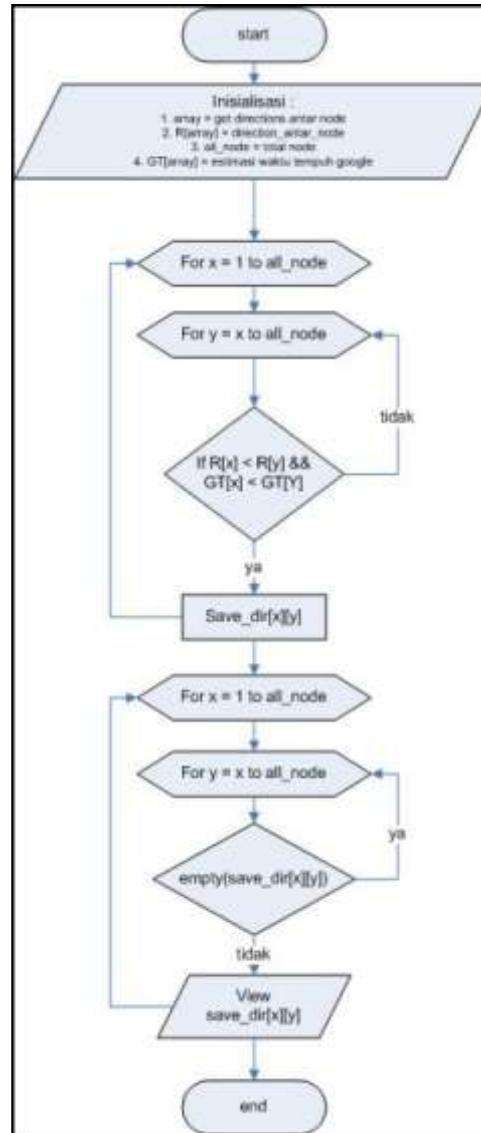 start
Inisialisasi :
1. array = get directions antar node
2. R[array] = direction_antar_node
3. all_node = total node
4. GT[array] = estimasi waktu tempuh google
For x = 1 to all_node
For y = x to all_node
tidak
If R[x] < R[y] &&
GT[x] < GT[Y]
ya
Save_dir[x][y]
For x = 1 to all_node
For y = x to all_node
ya
empty(save_dir[x][y])
tidak
View
save_dir[x][y]
end